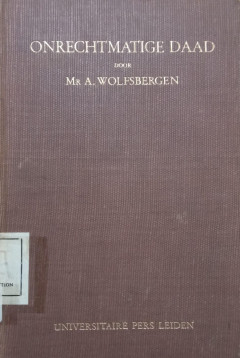 ONRECHTMATIGE DAAD
DOOR
MR A. WOLFSBERGEN
UNIVERSITAIRE PERS LEIDEN